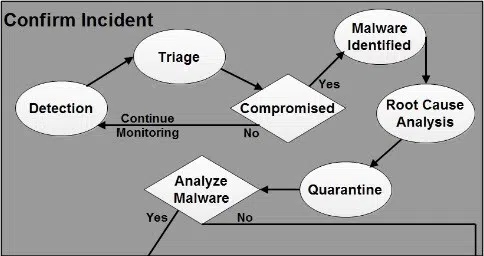 Confirm Incident
Malware
Identified
Triage
Yes
Detection
Compromised
Root Cause
Analysis
Continue
Monitoring
No
Analyze
Malware
Quarantine
Yes
No